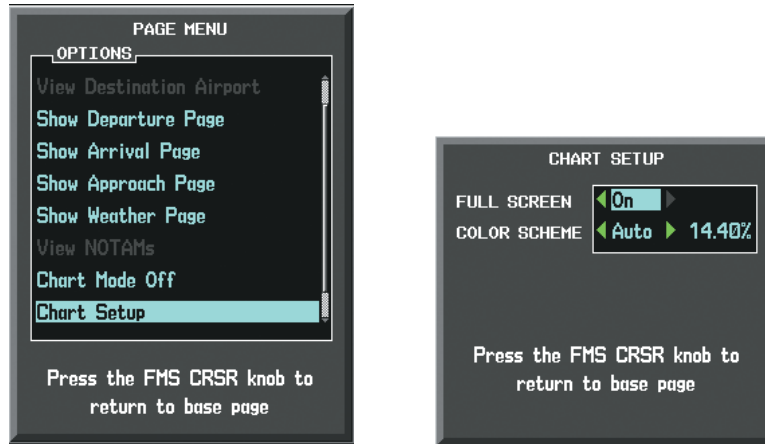 PAGE MENU
OPTIONS
View Destination Airport
Show Departure Page
Show Arrival Page
Show Approach Page
Show Weather Page
View NOTAMs
Chart Mode Off
Chart Setup
Press the FMS CRSR knob to
return to base page
CHART SETUP
FULL SCREEN On
COLOR SCHEME Auto 14.40%
Press the FMS CRSR knob to
return to base page